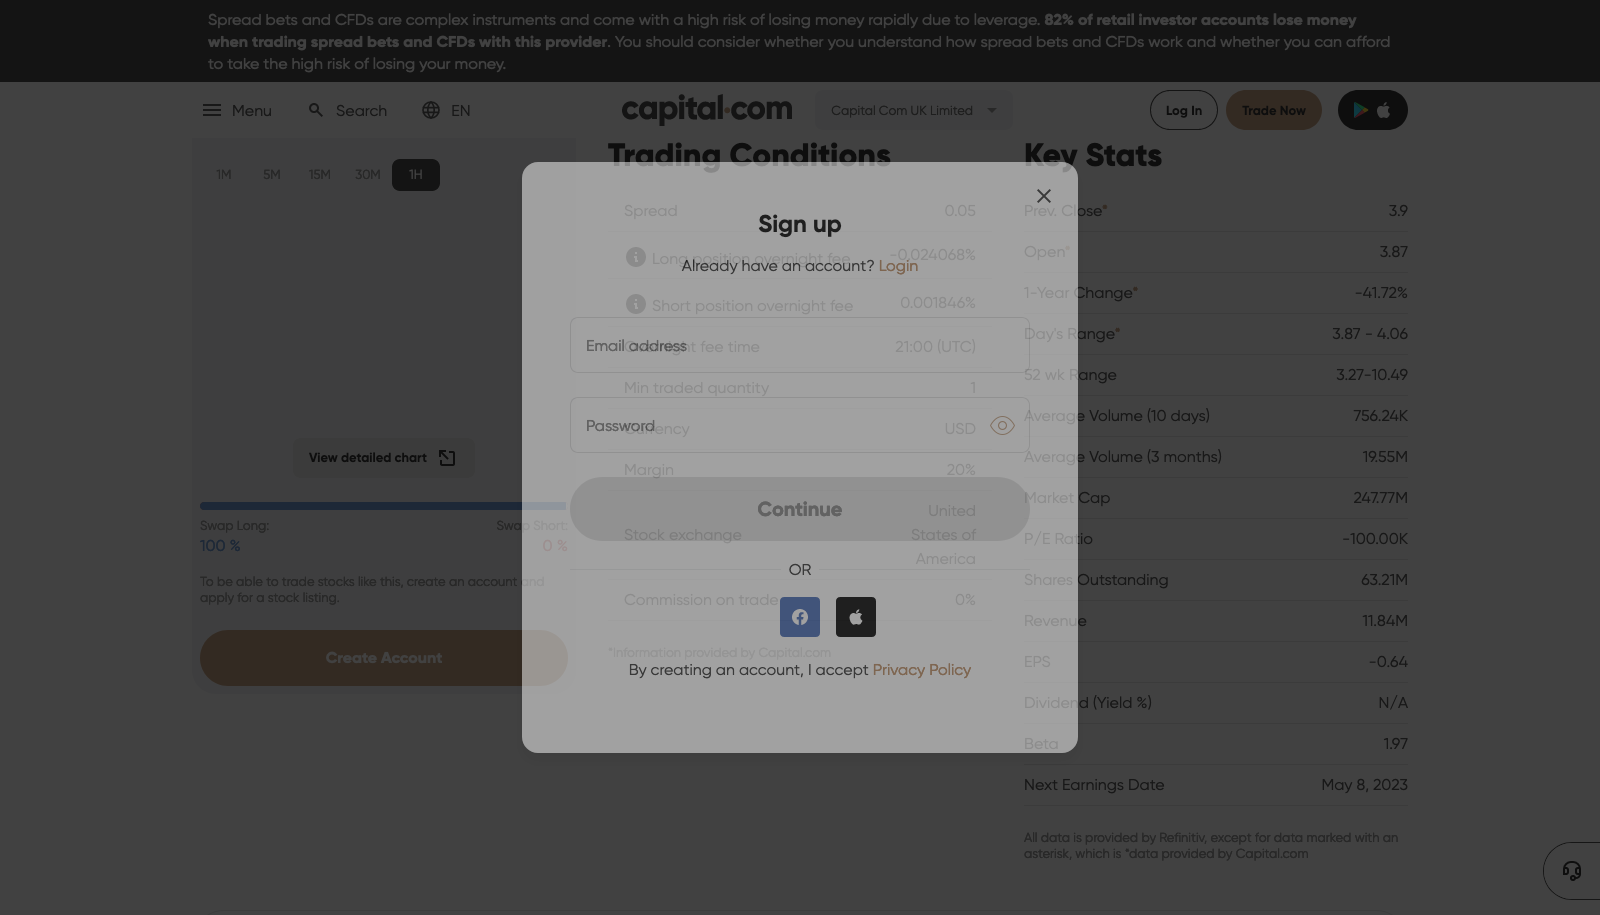 Spread bets and CFDs are complex instruments and come with a high risk of losing money rapidly due to leverage. 82% of retail investor accounts lose money
when trading spread bets and CFDs with this provider. You should consider whether you understand how spread bets and CFDs work and whether you can afford
to take the high risk of losing your money.
Menu
Search
EN
capital.com
Capital Com UK Limited
Log In
Trade Now
1M
5M
15M
30M
1H
View detailed chart
Swap Long:
Swap Short:
100 %
0 %
To be able to trade stocks like this, create an account and
apply for a stock listing.
Create Account
Trading Conditions
Spread 0.05
Long position overnight fee -0.024068%
Short position overnight fee 0.001846%
Overnight fee time 21:00 (UTC)
Min traded quantity 1
Currency USD
Margin 20%
Stock exchange United
States of
America
Commission on trade 0%
*Information provided by Capital.com
Sign up
Already have an account? Login
Email address
Password
Continue
OR
By creating an account, I accept Privacy Policy
Key Stats
Prev. Close* 3.9
Open* 3.87
1-Year Change* -41.72%
Day's Range* 3.87 - 4.06
52 wk Range 3.27-10.49
Average Volume (10 days) 756.24K
Average Volume (3 months) 19.55M
Market Cap 247.77M
P/E Ratio -100.00K
Shares Outstanding 63.21M
Revenue 11.84M
EPS -0.64
Dividend (Yield %) N/A
Beta 1.97
Next Earnings Date May 8, 2023
All data is provided by Refinitiv, except for data marked with an
asterisk, which is *data provided by Capital.com